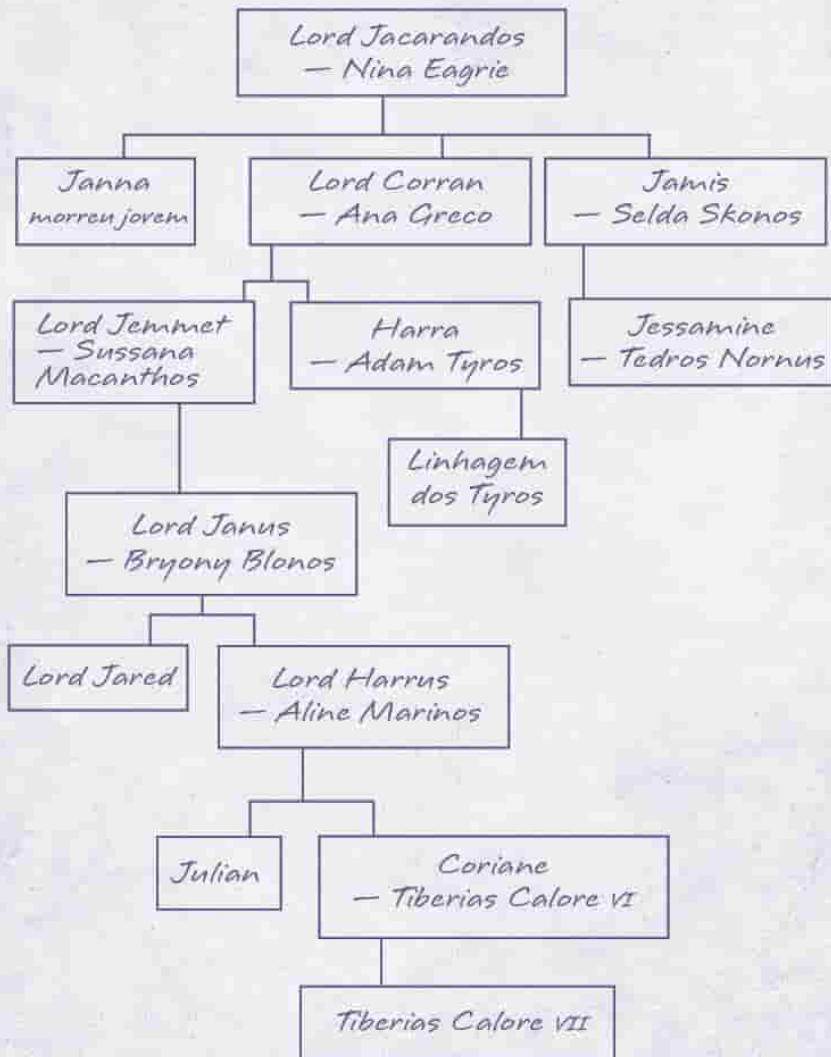 Lord Jacarandos
— Nina Eagrie
Janna
morreu jovem
Lord Corran
— Ana Greco
Jamis
— Selda Skonos
Lord Jemmet
— Sussana
Macanthos
Harra
— Adam Tyros
Jessamine
— Tedros Nornus
Linhagem
dos Tyros
Lord Janus
— Bryony Blonos
Lord Jared
Lord Harrus
— Aline Marinos
Julian
Coriane
— Tiberias Calore VI
Tiberias Calore VII